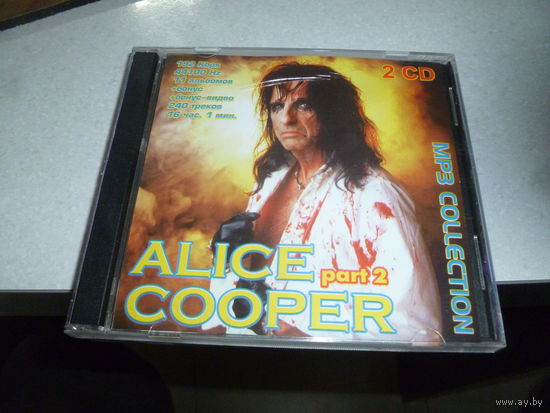 192 Kbps
44100 Hz
11 альбомов
+бонус
+бонус-видео
240 треков
16 час. 1 мин.
2 CD
MP3 COLLECTION
ALICE
part 2
COOPER
www.ay.by